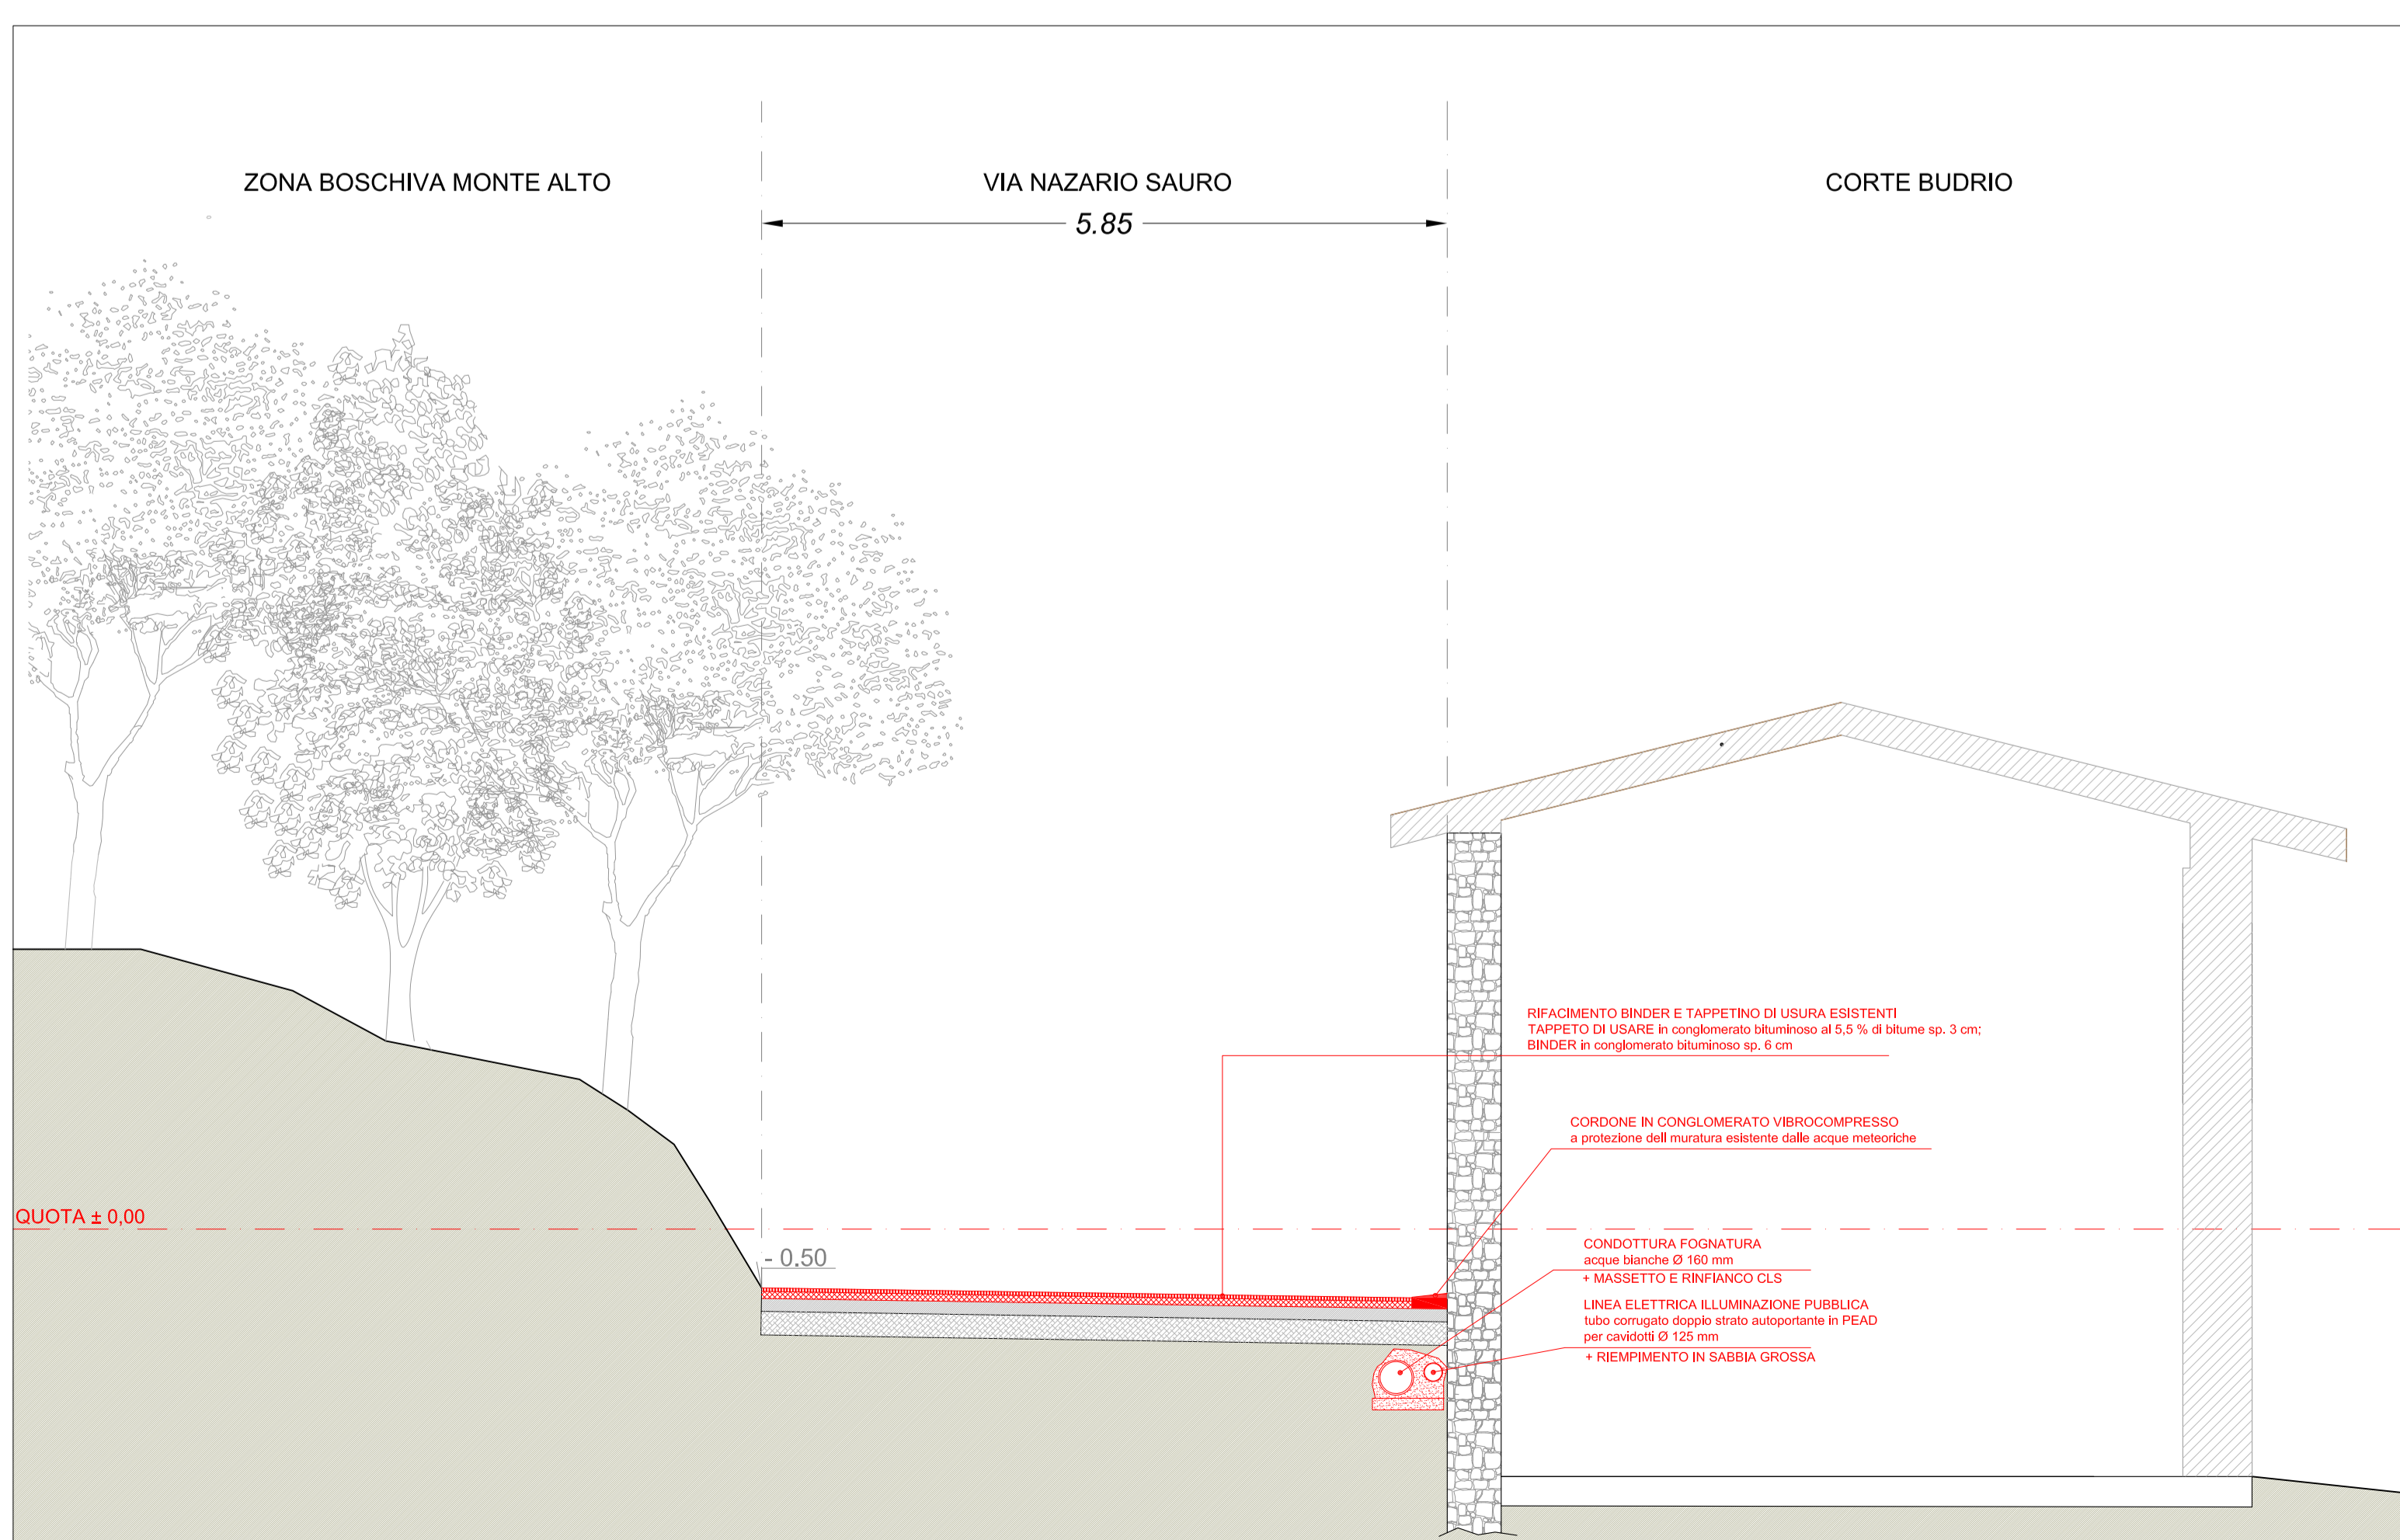 ZONA BOSCHIVA MONTE ALTO
VIA NAZARIO SAURO
CORTE BUDRIO
5.85
RIFACIMENTO BINDER E TAPPETINO DI USURA ESISTENTI
TAPPETO DI USARE in conglomerato bituminoso al 5,5 % di bitume sp. 3 cm;
BINDER in conglomerato bituminoso sp. 6 cm
CORDONE IN CONGLOMERATO VIBROCOMPRESSO
a protezione dell muratura esistente dalle acque meteoriche
QUOTA ± 0,00
- 0.50
CONDOTTURA FOGNATURA
acque bianche Ø 160 mm
+ MASSETTO E RINFIANCO CLS
LINEA ELETTRICA ILLUMINAZIONE PUBBLICA
tubo corrugato doppio strato autoportante in PEAD
per cavidotti Ø 125 mm
+ RIEMPIMENTO IN SABBIA GROSSA